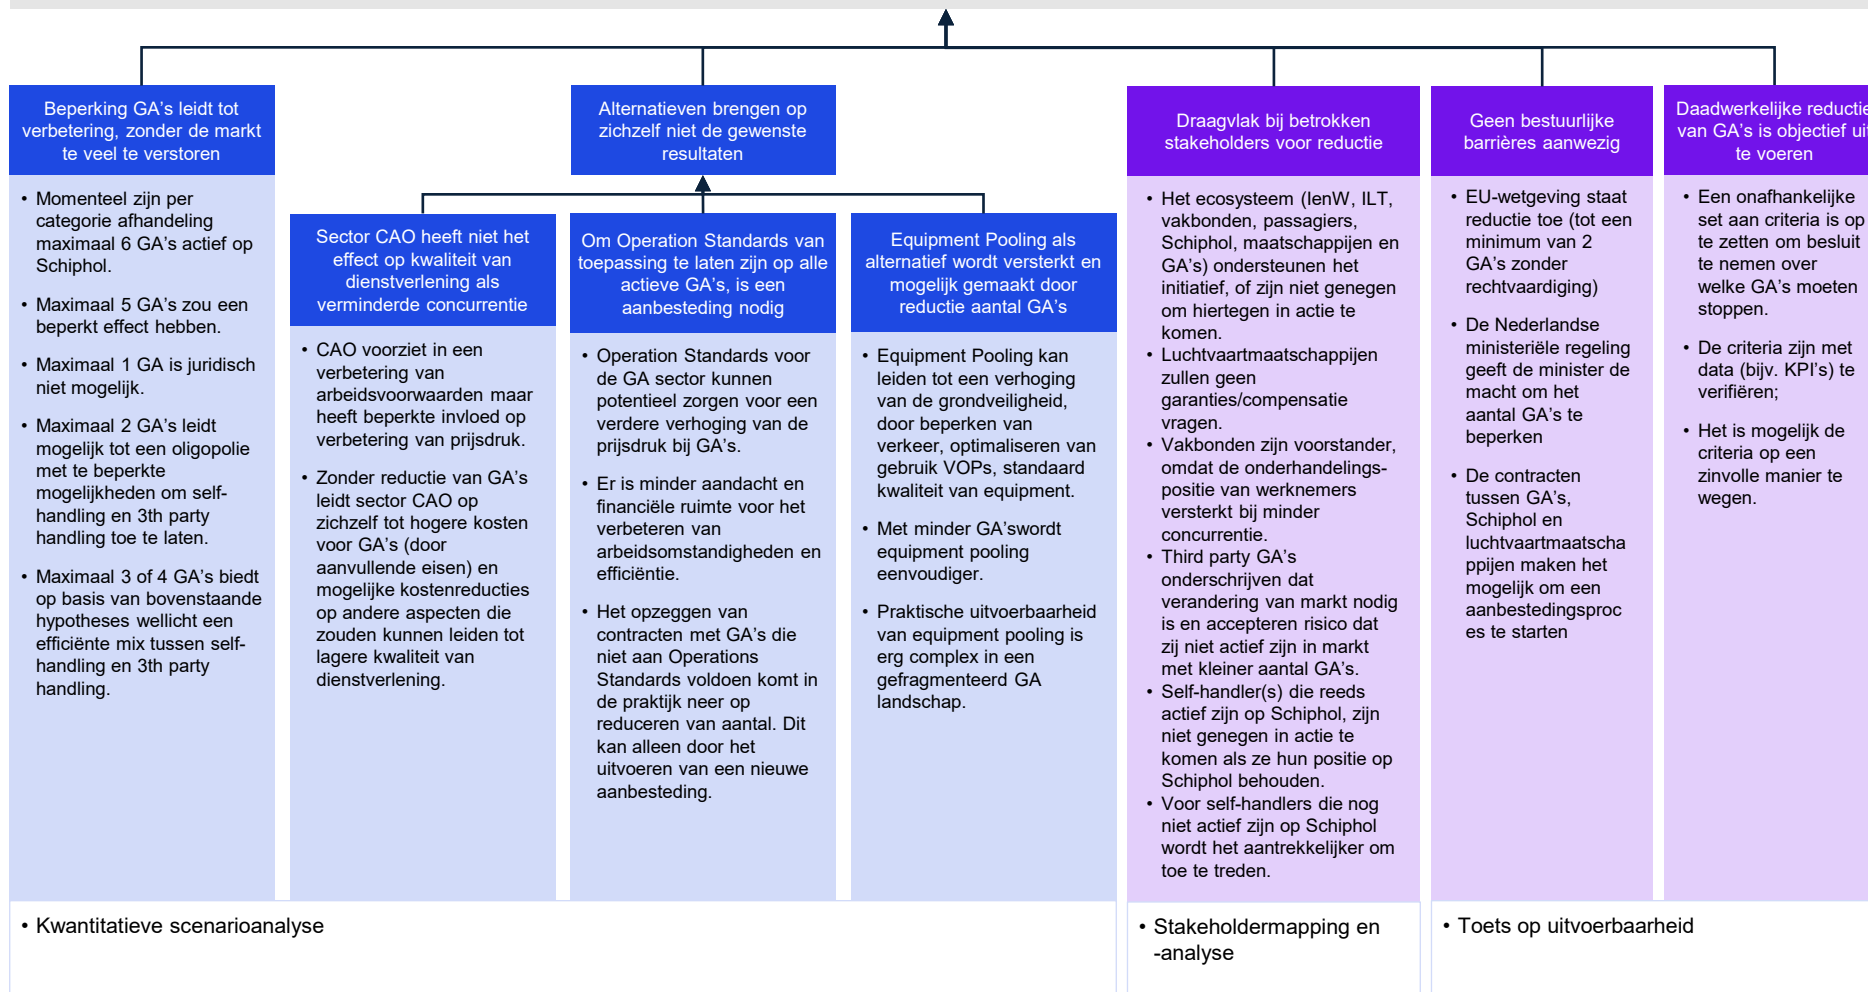 Beperking GA's leidt tot
verbetering, zonder de markt
te veel te verstoren
• Momenteel zijn per
categorie afhandeling
maximaal 6 GA's actief op
Schiphol.
• Maximaal 5 GA's zou een
beperkt effect hebben.
• Maximaal 1 GA is juridisch
niet mogelijk.
• Maximaal 2 GA's leidt
mogelijk tot een oligopolie
met te beperkte
mogelijkheden om self-
handling en 3th party
handling toe te laten.
• Maximaal 3 of 4 GA's biedt
op basis van bovenstaande
hypotheses wellicht een
efficiënte mix tussen self-
handling en 3th party
handling.
Alternatieven brengen op
zichzelf niet de gewenste
resultaten
Sector CAO heeft niet het
effect op kwaliteit van
dienstverlening als
verminderde concurrentie
• CAO voorziet in een
verbetering van
arbeidsvoorwaarden maar
heeft beperkte invloed op
verbetering van prijsdruk.
• Zonder reductie van GA's
leidt sector CAO op
zichzelf tot hogere kosten
voor GA's (door
aanvullende eisen) en
mogelijke kostenreducties
op andere aspecten die
zouden kunnen leiden tot
lagere kwaliteit van
dienstverlening.
Om Operation Standards van
toepassing te laten zijn op alle
actieve GA's, is een
aanbesteding nodig
• Operation Standards voor
de GA sector kunnen
potentieel zorgen voor een
verdere verhoging van de
prijsdruk bij GA's.
• Er is minder aandacht en
financiële ruimte voor het
verbeteren van
arbeidsomstandigheden en
efficiëntie.
• Het opzeggen van
contracten met GA's die
niet aan Operations
Standards voldoen komt in
de praktijk neer op
reduceren van aantal. Dit
kan alleen door het
uitvoeren van een nieuwe
aanbesteding.
Equipment Pooling als
alternatief wordt versterkt en
mogelijk gemaakt door
reductie aantal GA's
• Equipment Pooling kan
leiden tot een verhoging
van de grondveiligheid,
door beperken van
verkeer, optimaliseren van
gebruik VOPs, standaard
kwaliteit van equipment.
• Met minder GA'swordt
equipment pooling
eenvoudiger.
• Praktische uitvoerbaarheid
van equipment pooling is
erg complex in een
gefragmenteerd GA
landschap.
Draagvlak bij betrokken
stakeholders voor reductie
• Het ecosysteem (IenW, ILT,
vakbonden, passagiers,
Schiphol, maatschappijen en
GA's) ondersteunen het
initiatief, of zijn niet genegen
om hiertegen in actie te
komen.
• Luchtvaartmaatschappijen
zullen geen
garanties/compensatie
vragen.
• Vakbonden zijn voorstander,
omdat de onderhandelings-
positie van werknemers
versterkt bij minder
concurrentie.
• Third party GA's
onderschrijven dat
verandering van markt nodig
is en accepteren risico dat
zij niet actief zijn in markt
met kleiner aantal GA's.
• Self-handler(s) die reeds
actief zijn op Schiphol, zijn
niet genegen in actie te
komen als ze hun positie op
Schiphol behouden.
• Voor self-handlers die nog
niet actief zijn op Schiphol
wordt het aantrekkelijker om
toe te treden.
Geen bestuurlijke
barrières aanwezig
• EU-wetgeving staat
reductie toe (tot een
minimum van 2
GA's zonder
rechtvaardiging)
• De Nederlandse
ministeriële regeling
geeft de minister de
macht om het
aantal GA's te
beperken
• De contracten
tussen GA's,
Schiphol en
luchtvaartmaatscha
ppijen maken het
mogelijk om een
aanbestedingsproc
es te starten
Daadwerkelijke reductie
van GA's is objectief uit
te voeren
• Een onafhankelijke
set aan criteria is op
te zetten om besluit
te nemen over
welke GA's moeten
stoppen.
• De criteria zijn met
data (bijv. KPI's) te
verifiëren;
• Het is mogelijk de
criteria op een
zinvolle manier te
wegen.
• Kwantitatieve scenarioanalyse
• Stakeholdermapping en
-analyse
• Toets op uitvoerbaarheid